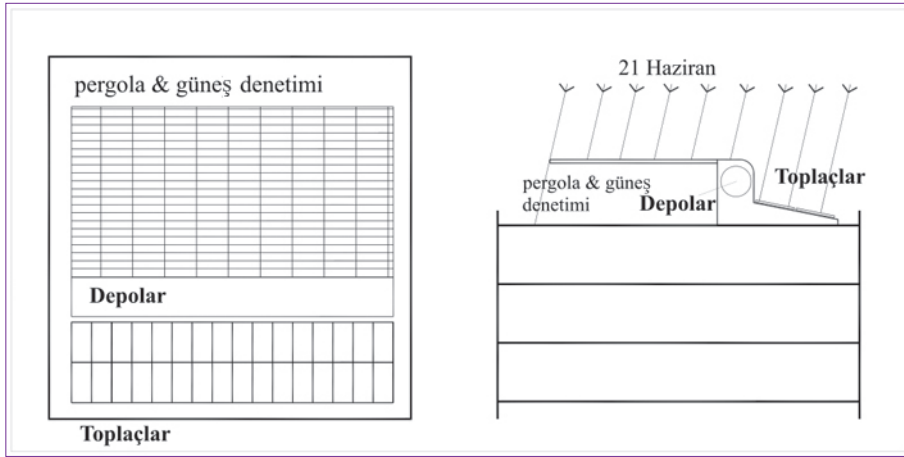 pergola & güneş denetimi
Depolar
Toplaçlar
21 Haziran
pergola & güneş
denetimi
Depolar
Toplaçlar